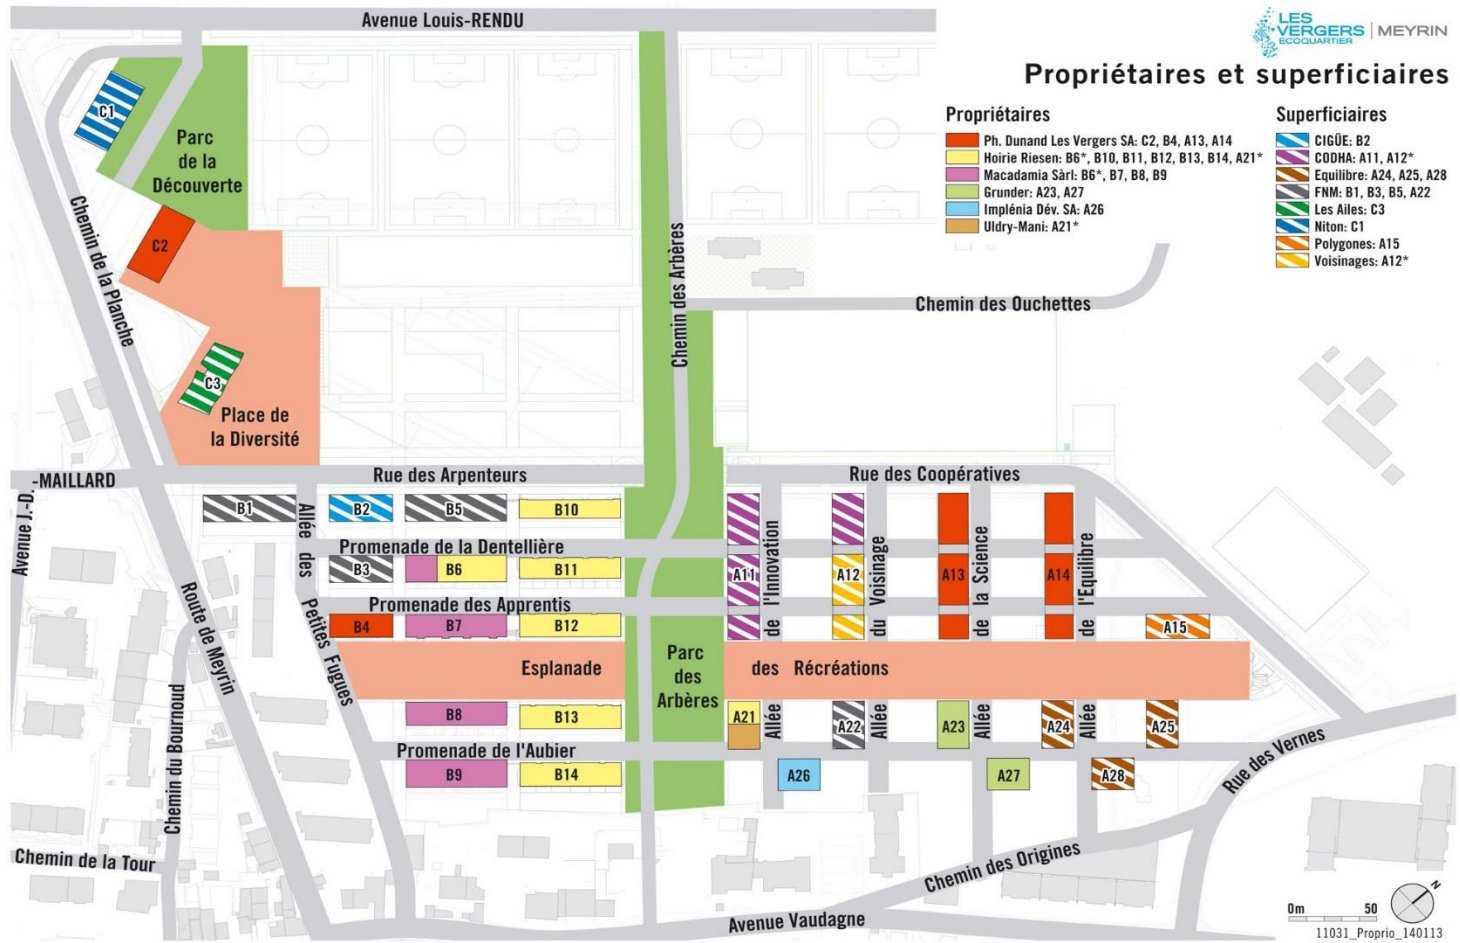 Avenue Louis-RENDU
LES
VERGERS
ECOQUARTIER
MEYRIN
Propriétaires et superficiaires
Propriétaires
Ph. Dunand Les Vergers SA: C2, B4, A13, A14
Hoirie Riesen: B6*, B10, B11, B12, B13, B14, A21*
Macadamia Sàrl: B6*, B7, B8, B9
Grunder: A23, A27
Implénia Dév. SA: A26
Uldry-Mani: A21*
Superficiaires
CIGÜE: B2
CODHA: A11, A12*
Equilibre: A24, A25, A28
FNM: B1, B3, B5, A22
Les Ailes: C3
Niton: C1
Polygones: A15
Voisinages: A12*
C1
Parc
de la
Découverte
Chemin de la Planche
C2
Chemin des Arbères
Chemin des Ouchettes
C3
Place de
la Diversité
Avenue J.-D.
-MAILLARD
Rue des Arpenteurs
Rue des Coopératives
B1
Allée des Petites Fugues
B2
B5
B10
Promenade de la Dentellière
B3
B6
B11
Promenade des Apprentis
B4
B7
B12
A11
A12
A13
A14
A15
de l'Innovation
du Voisinage
de la Science
de l'Equilibre
Route de Meyrin
Esplanade
Parc
des
Arbères
des Récréations
B8
B13
A21
Allée
A22
Allée
A23
Allée
A24
Allée
A25
Promenade de l'Aubier
B9
B14
A26
A27
A28
Rue des Vernes
Chemin du Bournoud
Chemin de la Tour
Chemin des Origines
Avenue Vaudagne
N
0m 50
11031_Proprio_140113